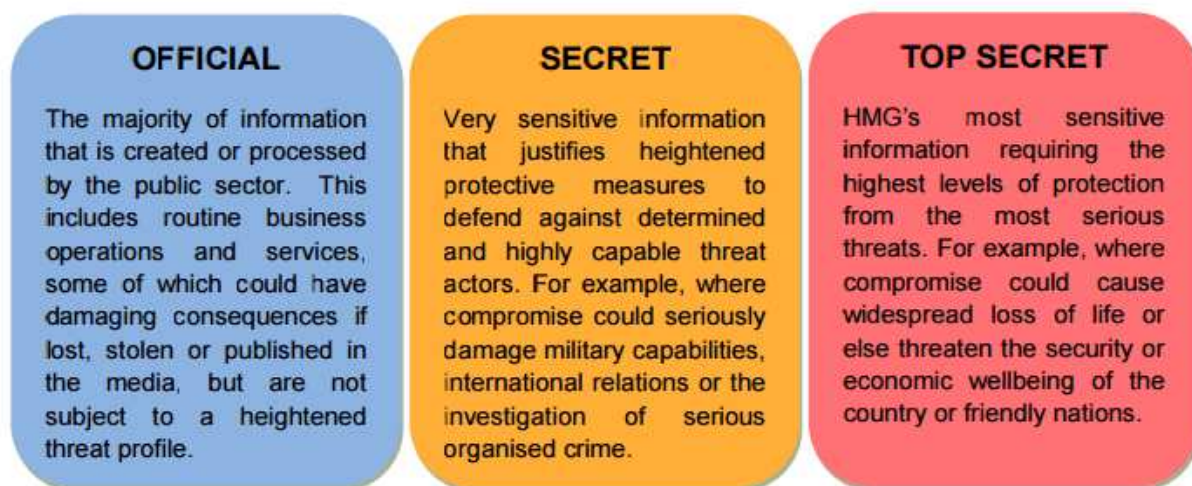 OFFICIAL
The majority of information
that is created or processed
by the public sector. This
includes routine business
operations and services,
some of which could have
damaging consequences if
lost, stolen or published in
the media, but are not
subject to a heightened
threat profile.
SECRET
Very sensitive information
that justifies heightened
protective measures to
defend against determined
and highly capable threat
actors. For example, where
compromise could seriously
damage military capabilities,
international relations or the
investigation of serious
organised crime.
TOP SECRET
HMG's most sensitive
information requiring the
highest levels of protection
from the most serious
threats. For example, where
compromise could cause
widespread loss of life or
else threaten the security or
economic wellbeing of the
country or friendly nations.